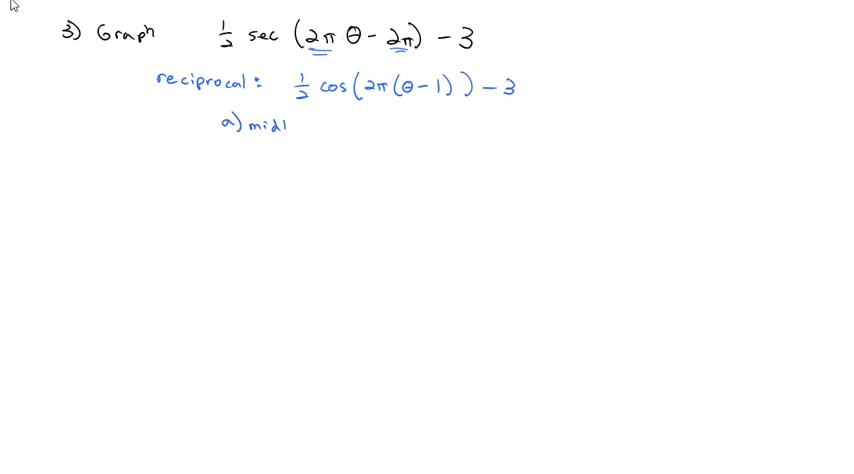 3) Graph ½ sec (2π θ - 2π) - 3
reciprocal: ½ cos(2π(θ - 1)) - 3
a) midl